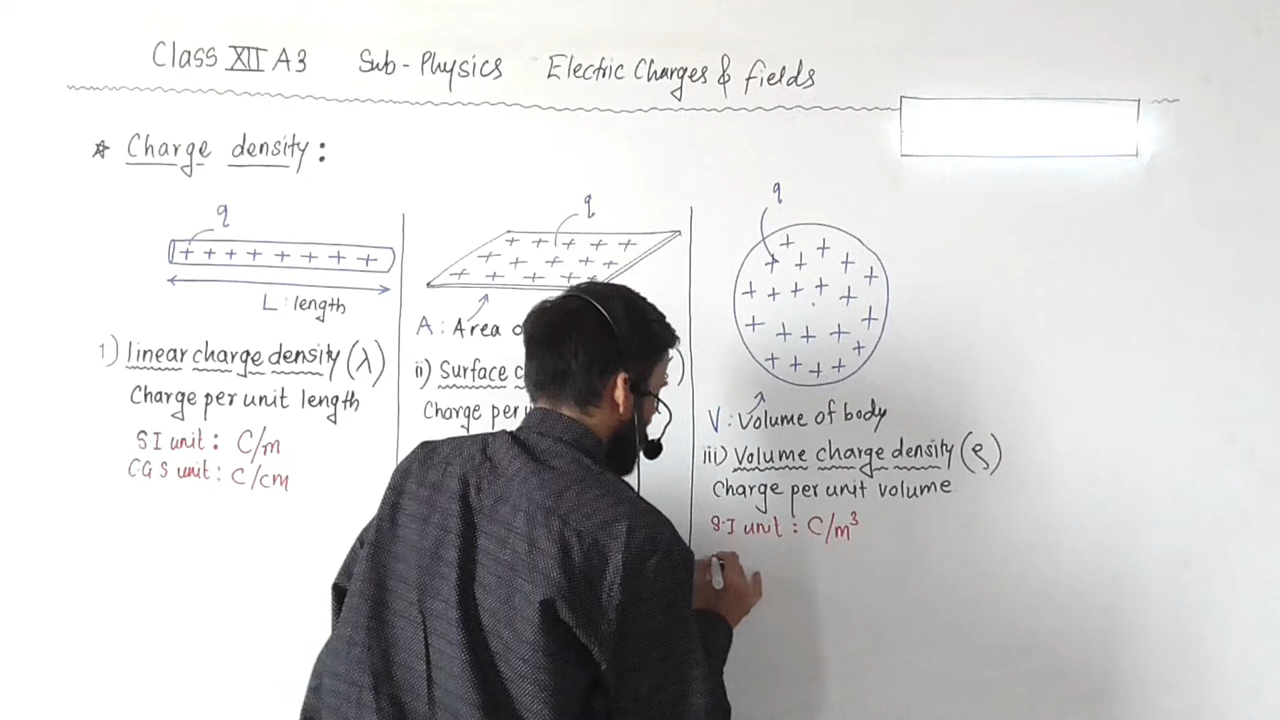 Class XII A3 Sub-Physics Electric Charges & fields
* Charge density:
q
+ + + + + + + +
L : length
1) linear charge density (λ)
Charge per unit length
SI unit : C/m
CGS unit : C/cm
q
+ + + + +
+ + + + +
+ + + +
A : Area
ii) Surface
Charge per
q
+ +
+ + + +
+ + + + +
+ + + + +
+ + + + +
V : Volume of body
iii) Volume charge density (ρ)
Charge per unit volume
S.I unit : C/m³